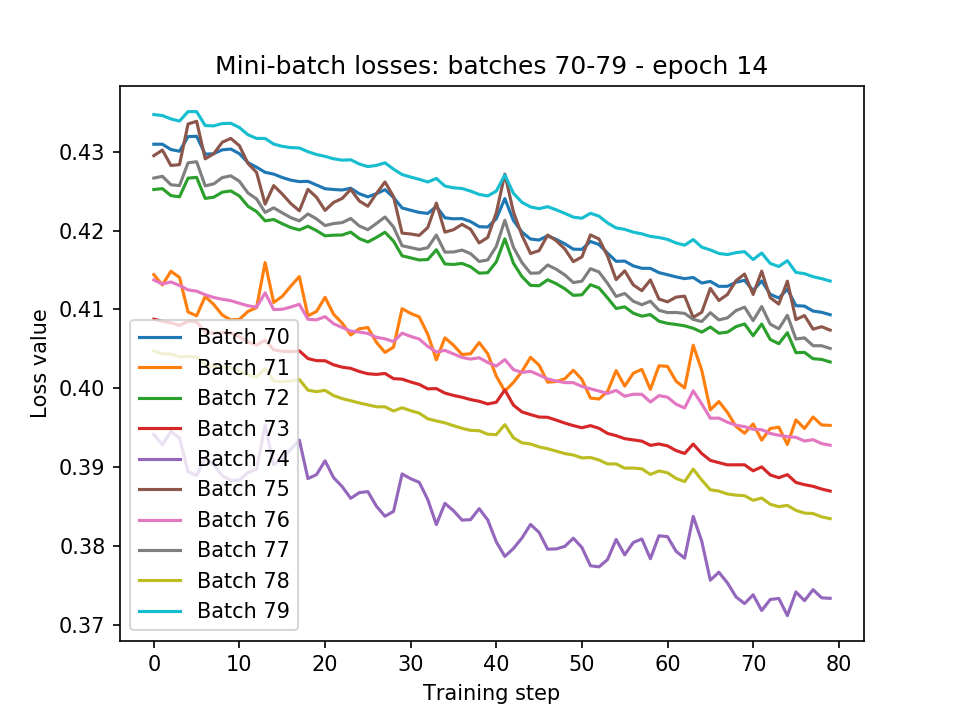 Mini-batch losses: batches 70-79 - epoch 14
Loss value
0.43
0.42
0.41
0.40
0.39
0.38
0.37
Batch 70
Batch 71
Batch 72
Batch 73
Batch 74
Batch 75
Batch 76
Batch 77
Batch 78
Batch 79
0 10 20 30 40 50 60 70 80
Training step